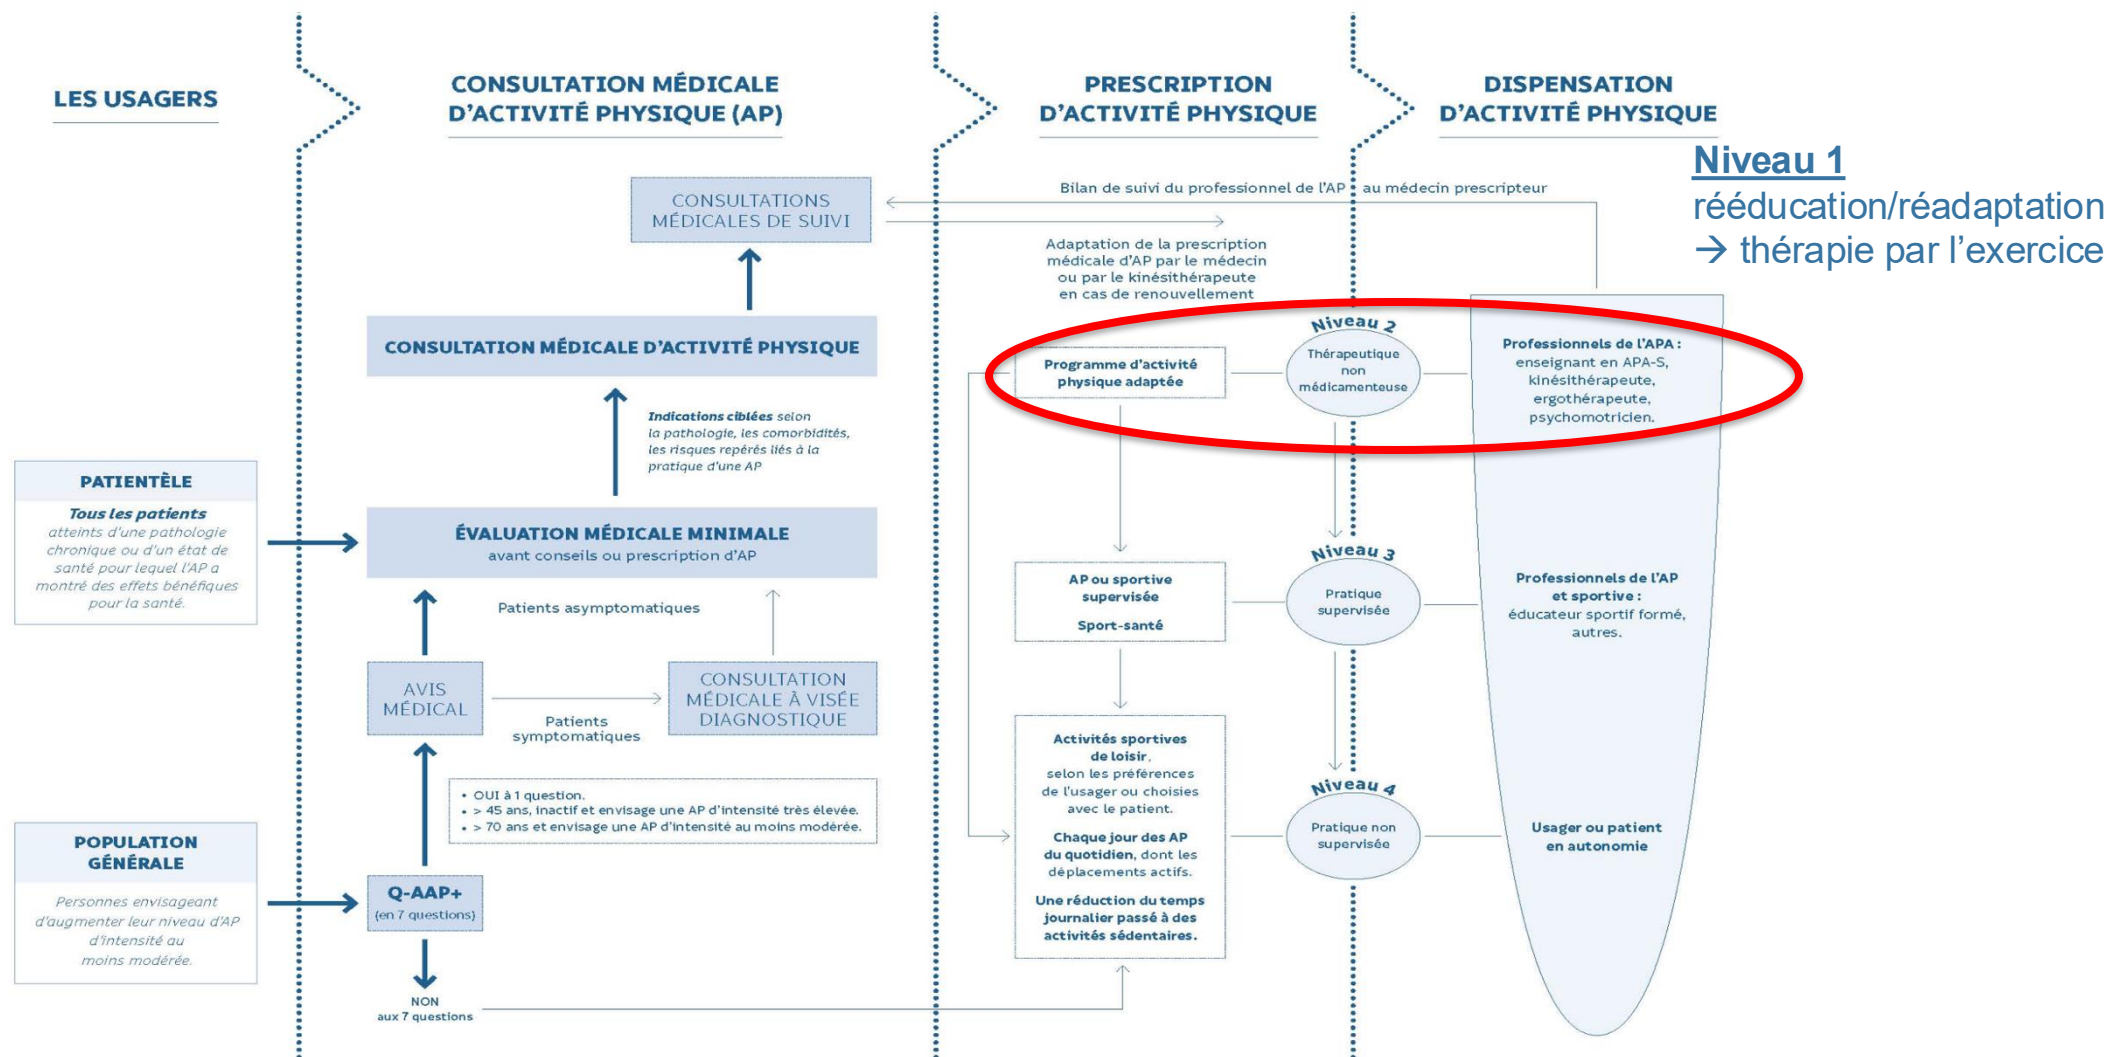 LES USAGERS
CONSULTATION MÉDICALE
D'ACTIVITÉ PHYSIQUE (AP)
PRESCRIPTION
D'ACTIVITÉ PHYSIQUE
DISPENSATION
D'ACTIVITÉ PHYSIQUE
Niveau 1
rééducation/réadaptation
→ thérapie par l'exercice
CONSULTATIONS
MÉDICALES DE SUIVI
Bilan de suivi du professionnel de l'AP au médecin prescripteur
Adaptation de la prescription
médicale d'AP par le médecin
ou par le kinésithérapeute
en cas de renouvellement
CONSULTATION MÉDICALE D'ACTIVITÉ PHYSIQUE
Programme d'activité
physique adaptée
Niveau 2
Thérapeutique
non
médicamenteuse
Professionnels de l'APA :
enseignant en APA-S,
kinésithérapeute,
ergothérapeute,
psychomotricien.
Indications ciblées selon
la pathologie, les comorbidités,
les risques repérés liés à la
pratique d'une AP
PATIENTÈLE
Tous les patients
atteints d'une pathologie
chronique ou d'un état de
santé pour lequel l'AP a
montré des effets bénéfiques
pour la santé.
ÉVALUATION MÉDICALE MINIMALE
avant conseils ou prescription d'AP
Patients asymptomatiques
AP ou sportive
supervisée
Sport-santé
Niveau 3
Pratique
supervisée
Professionnels de l'AP
et sportive :
éducateur sportif formé,
autres.
AVIS
MÉDICAL
Patients
symptomatiques
CONSULTATION
MÉDICALE À VISÉE
DIAGNOSTIQUE
• OUI à 1 question.
• > 45 ans, inactif et envisage une AP d'intensité très élevée.
• > 70 ans et envisage une AP d'intensité au moins modérée.
Activités sportives
de loisir,
selon les préférences
de l'usager ou choisies
avec le patient.
Chaque jour des AP
du quotidien, dont les
déplacements actifs.
Une réduction du temps
journalier passé à des
activités sédentaires.
Niveau 4
Pratique non
supervisée
Usager ou patient
en autonomie
POPULATION
GÉNÉRALE
Personnes envisageant
d'augmenter leur niveau d'AP
d'intensité au
moins modérée.
Q-AAP+
(en 7 questions)
NON
aux 7 questions